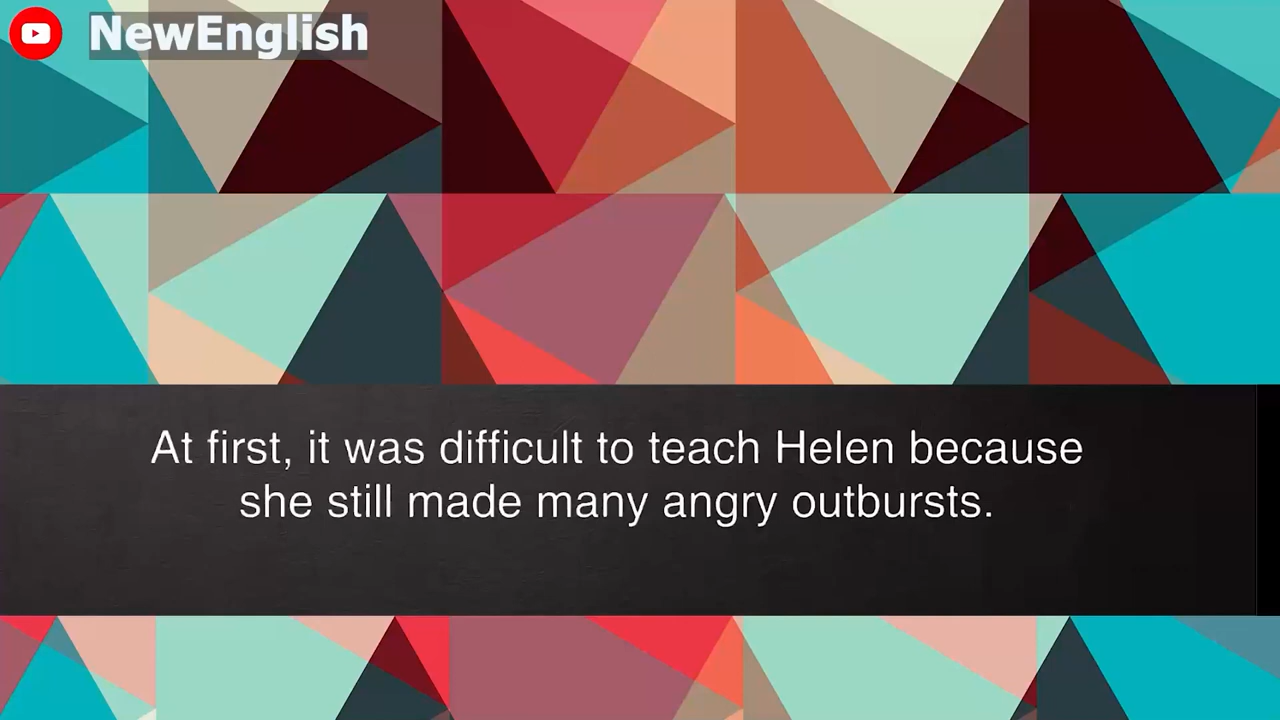 NewEnglish
At first, it was difficult to teach Helen because
she still made many angry outbursts.